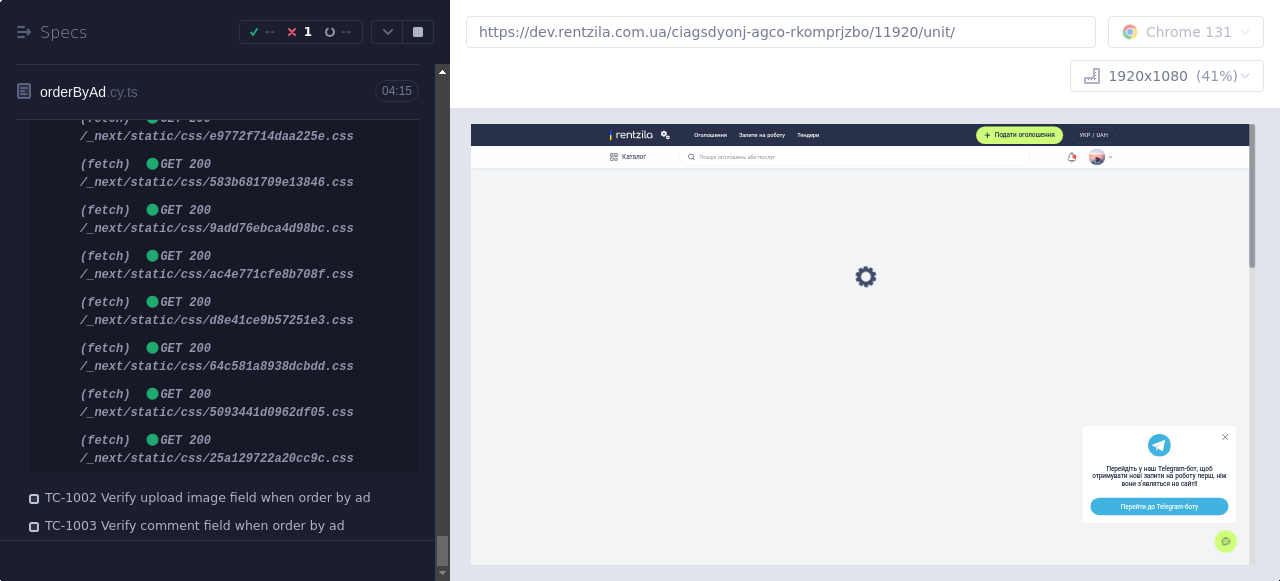 Specs
--
1
--
orderByAd.cy.ts
04:15
(fetch) GET 200
/_next/static/css/e9772f714daa225e.css
(fetch) GET 200
/_next/static/css/583b681709e13846.css
(fetch) GET 200
/_next/static/css/9add76ebca4d98bc.css
(fetch) GET 200
/_next/static/css/ac4e771cfe8b708f.css
(fetch) GET 200
/_next/static/css/d8e41ce9b57251e3.css
(fetch) GET 200
/_next/static/css/64c581a8938dcbdd.css
(fetch) GET 200
/_next/static/css/5093441d0962df05.css
(fetch) GET 200
/_next/static/css/25a129722a20cc9c.css
TC-1002 Verify upload image field when order by ad
TC-1003 Verify comment field when order by ad
https://dev.rentzila.com.ua/ciagsdyonj-agco-rkomprjzbo/11920/unit/
Chrome 131
1920x1080 (41%)
rentzila
Оголошення
Запити на роботу
Тендери
+ Подати оголошення
УКР / UAH
Каталог
Пошук оголошень або послуг
Перейдіть у наш Telegram-бот, щоб
отримувати нові запити на роботу перш, ніж
вони з'являться на сайті!
Перейти до Telegram-боту